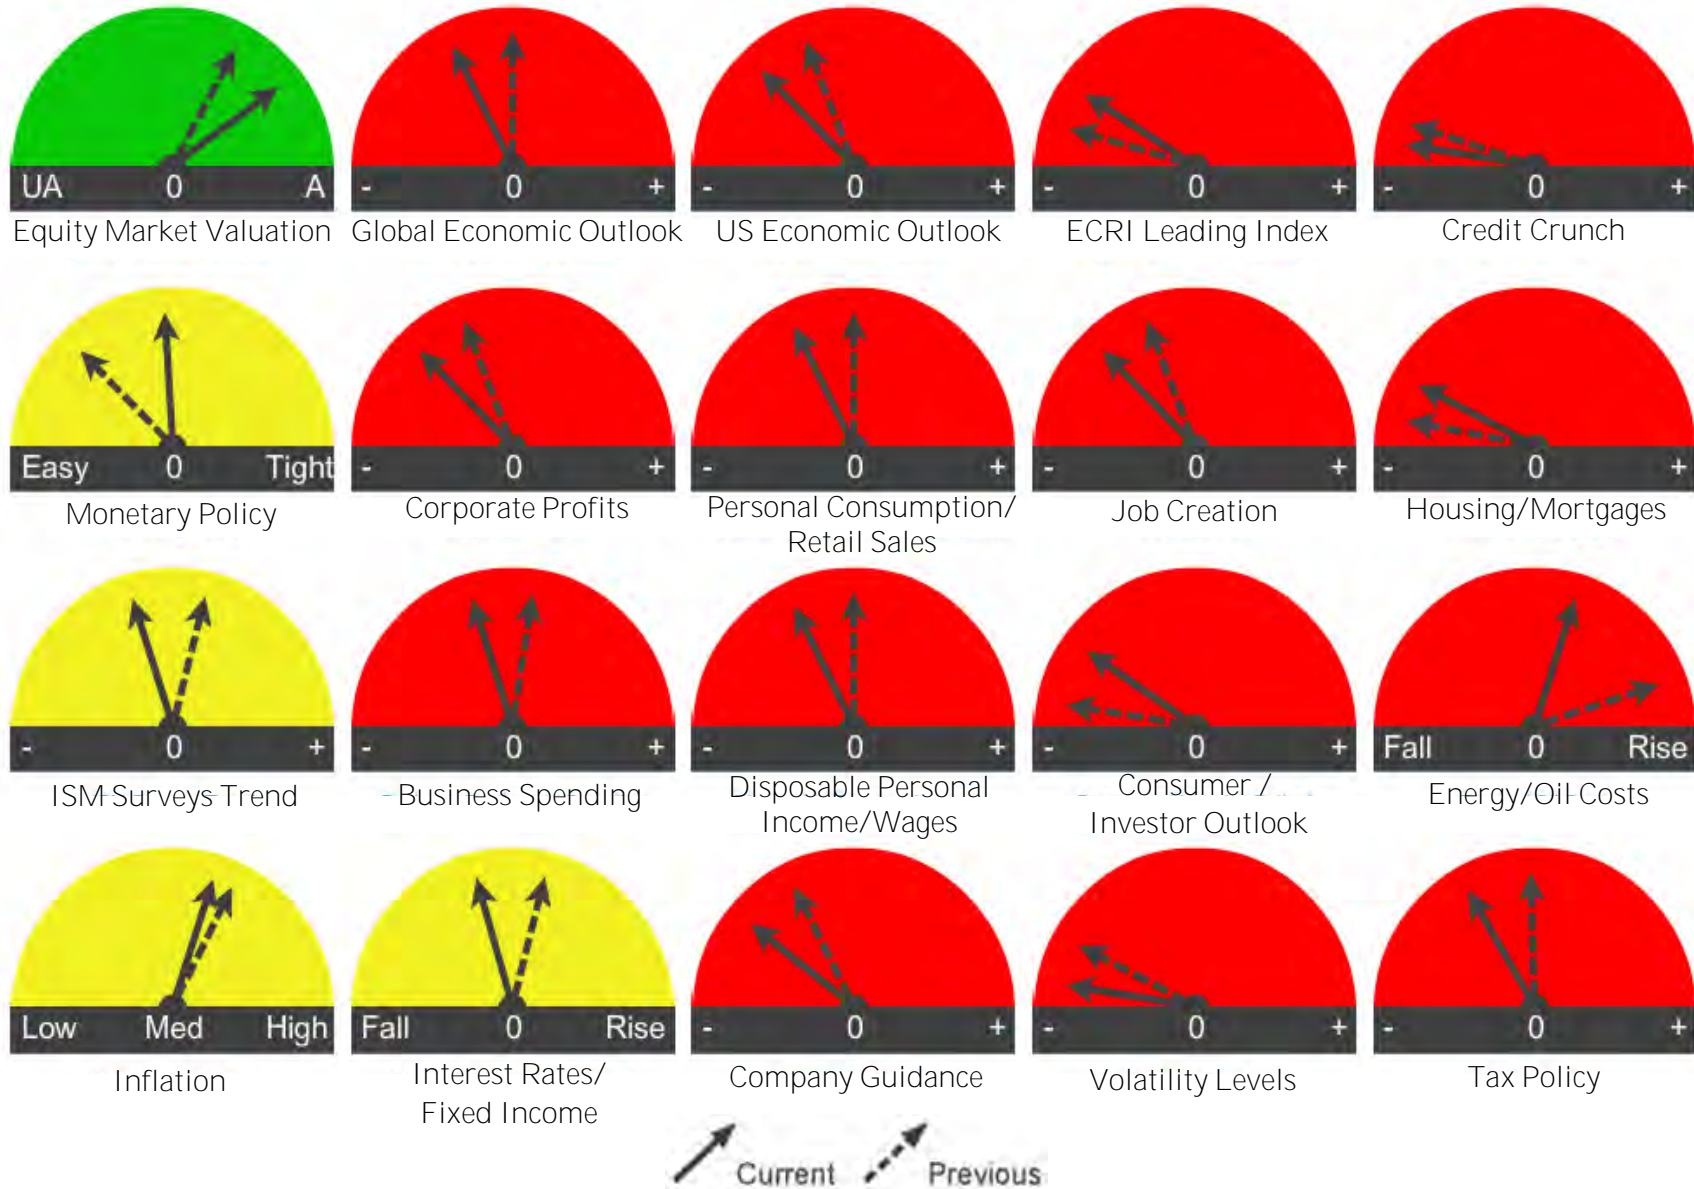 UA 0 A
- 0 +
- 0 +
- 0 +
- 0 +
Equity Market Valuation
Global Economic Outlook
US Economic Outlook
ECRI Leading Index
Credit Crunch
Easy 0 Tight
- 0 +
- 0 +
- 0 +
- 0 +
Monetary Policy
Corporate Profits
Personal Consumption/
Retail Sales
Job Creation
Housing/Mortgages
- 0 +
- 0 +
- 0 +
- 0 +
Fall 0 Rise
ISM Surveys Trend
Business Spending
Disposable Personal
Income/Wages
Consumer /
Investor Outlook
Energy/Oil Costs
Low Med High
Fall 0 Rise
- 0 +
- 0 +
- 0 +
Inflation
Interest Rates/
Fixed Income
Company Guidance
Volatility Levels
Tax Policy
Current
Previous